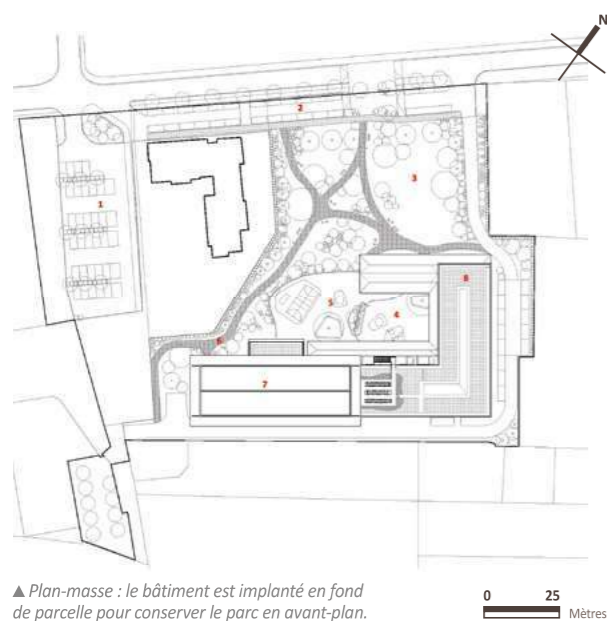 N
2
1
3
8
5
4
6
7
▲ Plan-masse : le bâtiment est implanté en fond
de parcelle pour conserver le parc en avant-plan.
0 25
Mètres